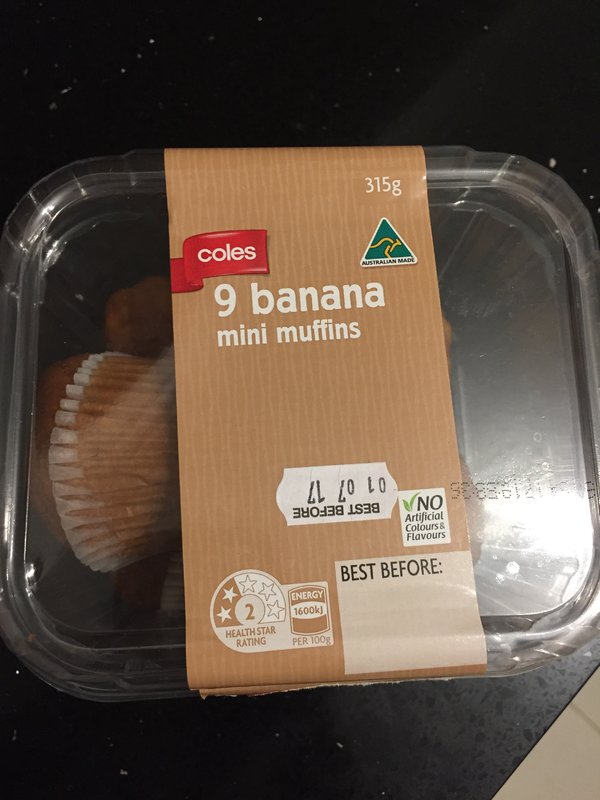 315g
coles
AUSTRALIAN MADE
9 banana
mini muffins
BEST BEFORE
01 07 17
NO
Artificial
Colours &
Flavours
BEST BEFORE:
2
HEALTH STAR
RATING
ENERGY
1600kJ
PER 100g